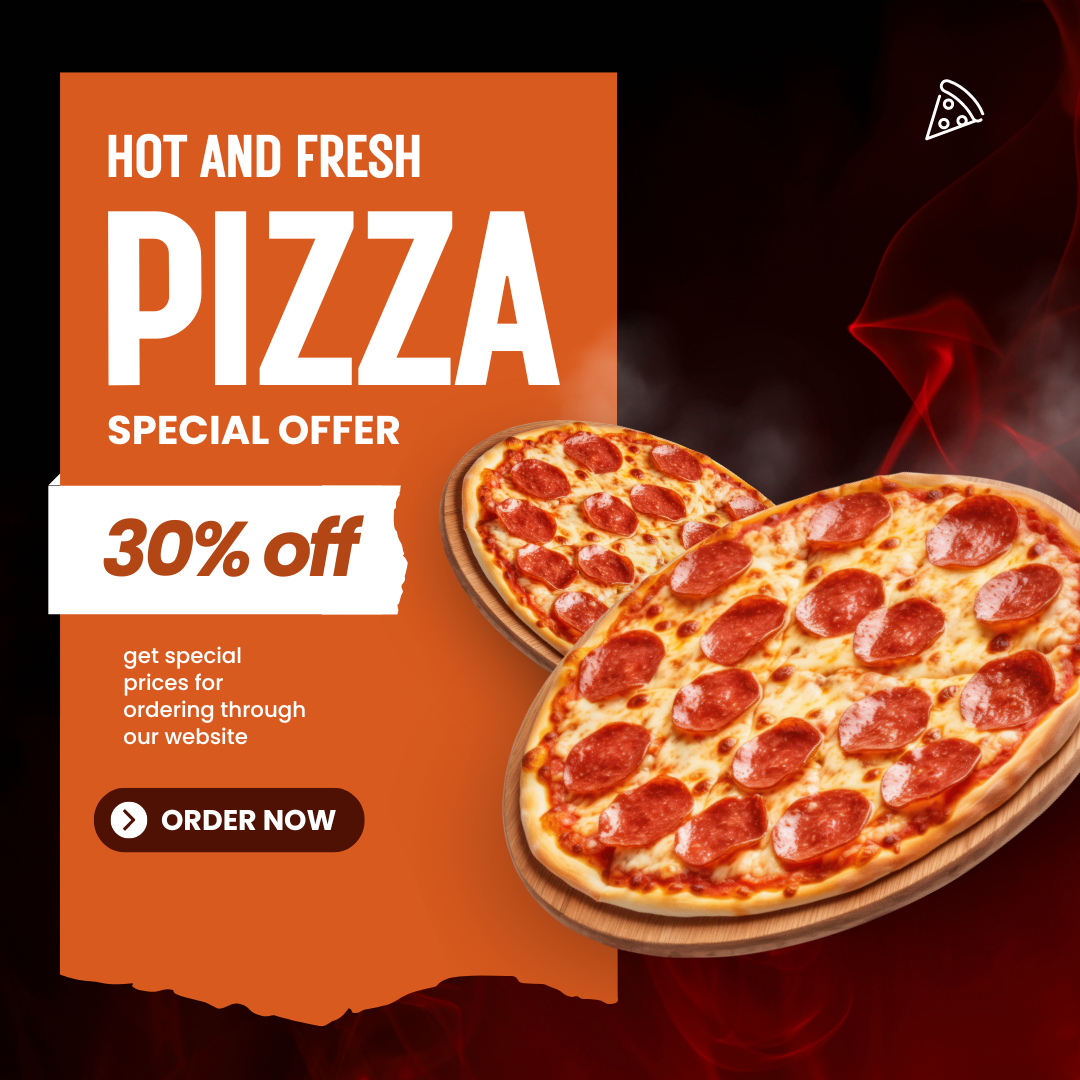 HOT AND FRESH
PIZZA
SPECIAL OFFER
30% off
get special
prices for
ordering through
our website
ORDER NOW